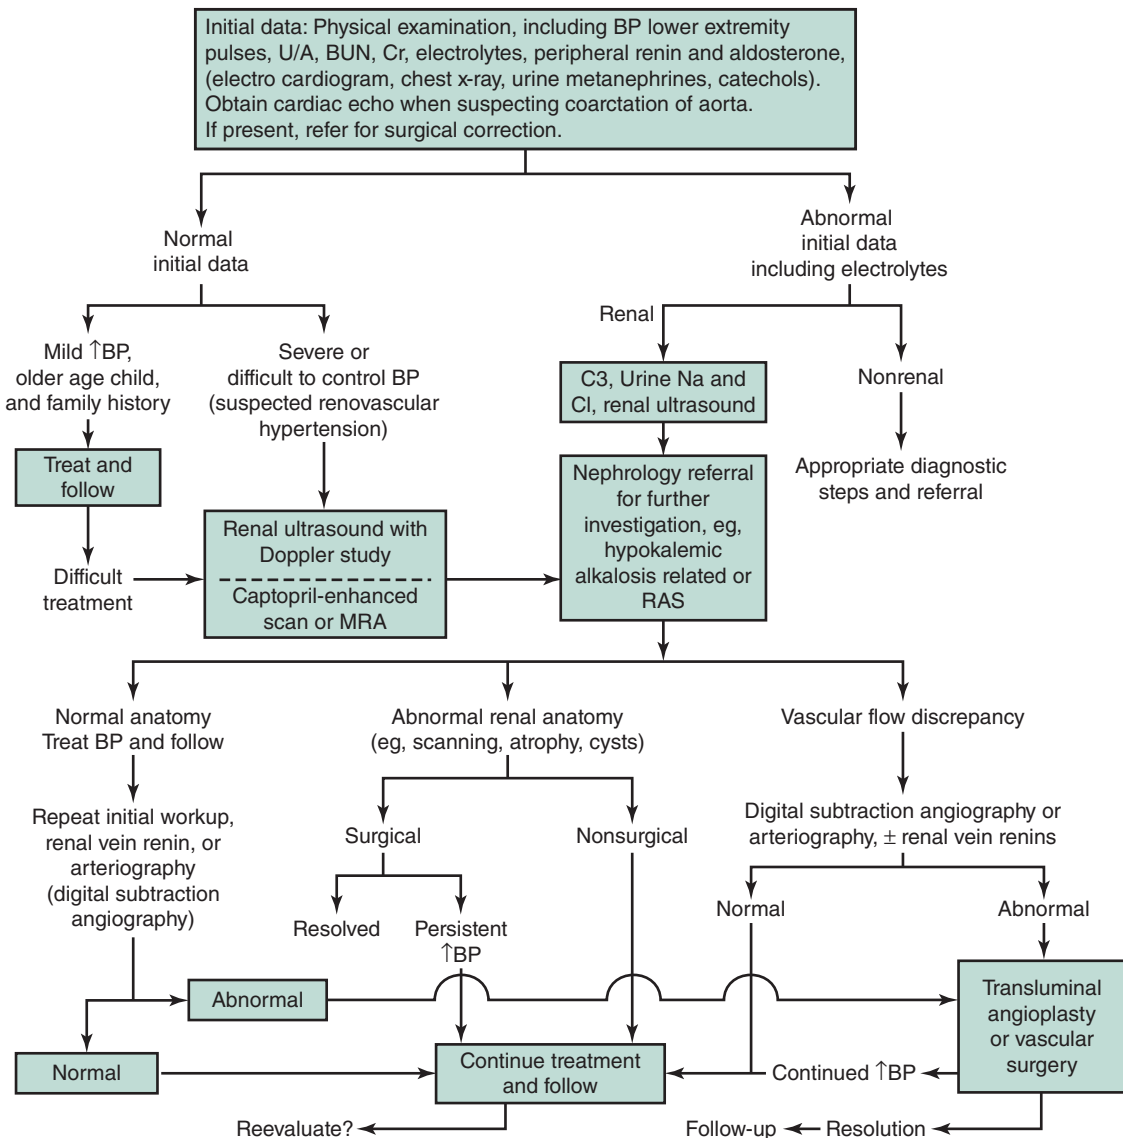 Initial data: Physical examination, including BP lower extremity
pulses, U/A, BUN, Cr, electrolytes, peripheral renin and aldosterone,
(electro cardiogram, chest x-ray, urine metanephrines, catechols).
Obtain cardiac echo when suspecting coarctation of aorta.
If present, refer for surgical correction.
Normal
initial data
Abnormal
initial data
including electrolytes
Mild ↑BP,
older age child,
and family history
Severe or
difficult to control BP
(suspected renovascular
hypertension)
Renal
C3, Urine Na and
Cl, renal ultrasound
Nonrenal
Treat and
follow
Appropriate diagnostic
steps and referral
Difficult
treatment
Renal ultrasound with
Doppler study
Captopril-enhanced
scan or MRA
Nephrology referral
for further
investigation, eg,
hypokalemic
alkalosis related or
RAS
Normal anatomy
Treat BP and follow
Abnormal renal anatomy
(eg, scanning, atrophy, cysts)
Vascular flow discrepancy
Repeat initial workup,
renal vein renin, or
arteriography
(digital subtraction
angiography)
Surgical
Nonsurgical
Digital subtraction angiography or
arteriography, ± renal vein renins
Resolved
Persistent
↑BP
Normal
Abnormal
Abnormal
Transluminal
angioplasty
or vascular
surgery
Normal
Continue treatment
and follow
Continued ↑BP
Reevaluate?
Follow-up
Resolution